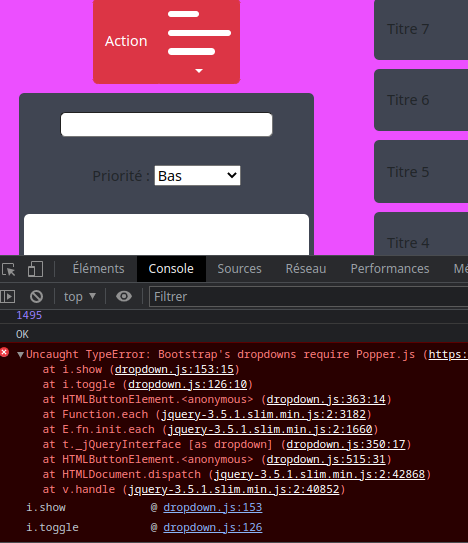 Action
Titre 7
Titre 6
Priorité : Bas
Titre 5
Titre 4
Éléments Console Sources Réseau Performances
top Filtrer
1495
OK
Uncaught TypeError: Bootstrap's dropdowns require Popper.js (https:
at i.show (dropdown.js:153:15)
at i.toggle (dropdown.js:126:10)
at HTMLButtonElement.<anonymous> (dropdown.js:363:14)
at Function.each (jquery-3.5.1.slim.min.js:2:3182)
at E.fn.init.each (jquery-3.5.1.slim.min.js:2:1660)
at t._jQueryInterface [as dropdown] (dropdown.js:350:17)
at HTMLButtonElement.<anonymous> (dropdown.js:515:31)
at HTMLDocument.dispatch (jquery-3.5.1.slim.min.js:2:42868)
at v.handle (jquery-3.5.1.slim.min.js:2:40852)
i.show @ dropdown.js:153
i.toggle @ dropdown.js:126